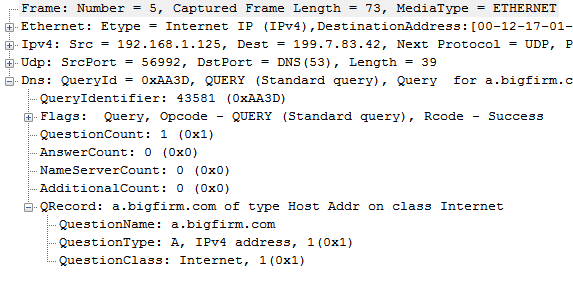 Frame: Number = 5, Captured Frame Length = 73, MediaType = ETHERNET
Ethernet: Etype = Internet IP (IPv4),DestinationAddress:[00-12-17-01-
Ipv4: Src = 192.168.1.125, Dest = 199.7.83.42, Next Protocol = UDP, P
Udp: SrcPort = 56992, DstPort = DNS(53), Length = 39
Dns: QueryId = 0xAA3D, QUERY (Standard query), Query  for a.bigfirm.c
QueryIdentifier: 43581 (0xAA3D)
Flags:  Query, Opcode - QUERY (Standard query), Rcode - Success
QuestionCount: 1 (0x1)
AnswerCount: 0 (0x0)
NameServerCount: 0 (0x0)
AdditionalCount: 0 (0x0)
QRecord: a.bigfirm.com of type Host Addr on class Internet
QuestionName: a.bigfirm.com
QuestionType: A, IPv4 address, 1(0x1)
QuestionClass: Internet, 1(0x1)